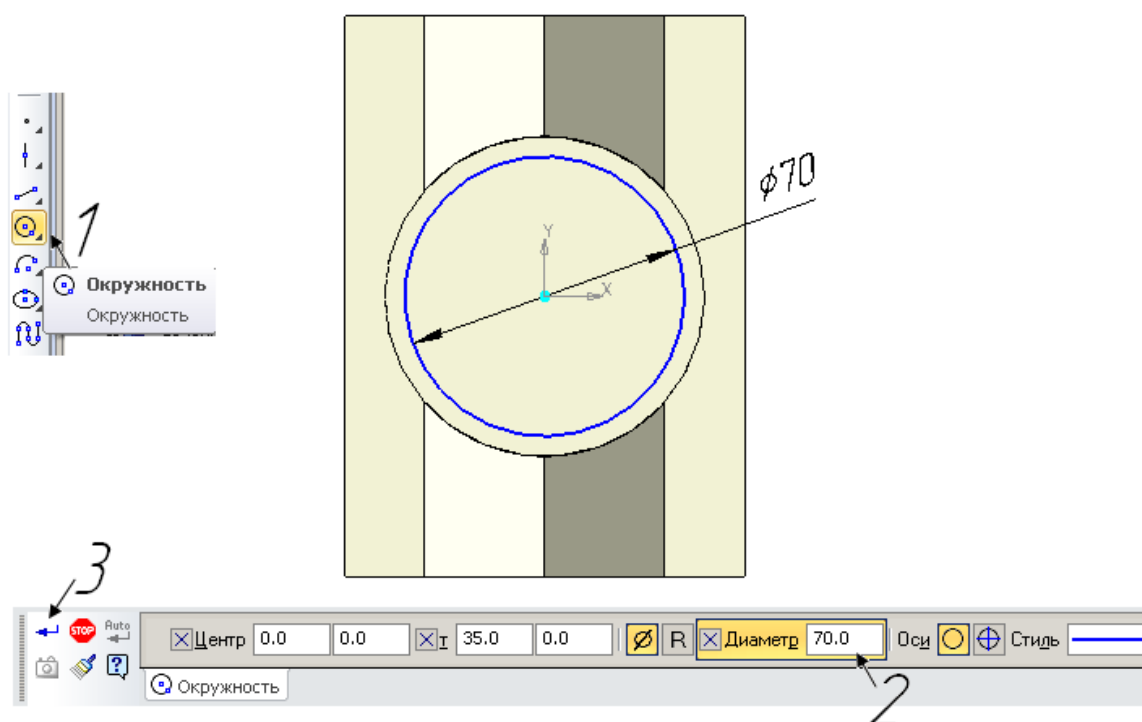 1
Окружность
Окружность
Y
X
⌀70
3
STOP
Auto
Центр 0.0 0.0 т 35.0 0.0 R Диаметр 70.0 Оси Стиль
Окружность
2